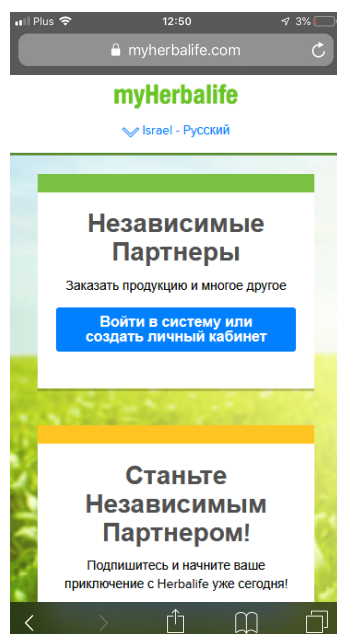 Plus 12:50 3%
myherbalife.com
myHerbalife
Israel - Русский
Независимые
Партнеры
Заказать продукцию и многое другое
Войти в систему или
создать личный кабинет
Станьте
Независимым
Партнером!
Подпишитесь и начните ваше
приключение с Herbalife уже сегодня!